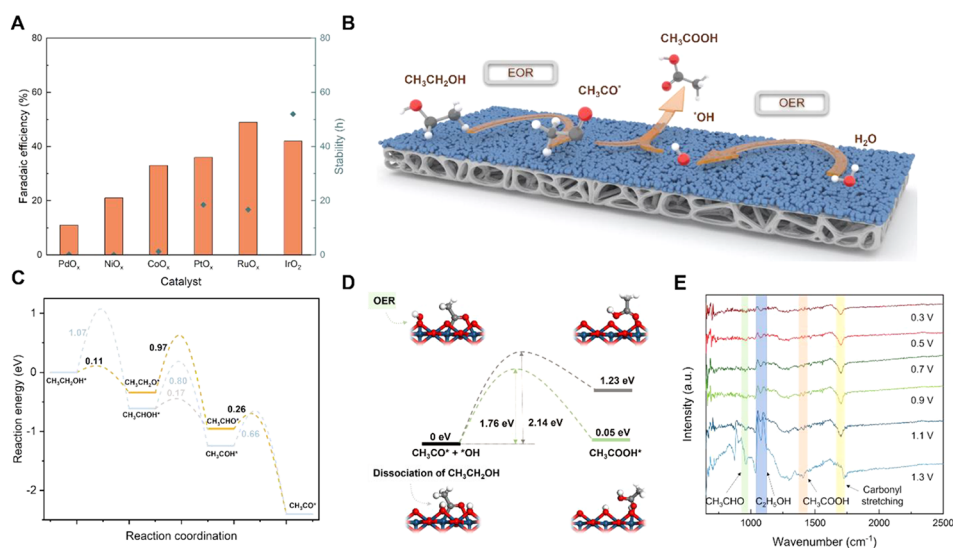 A
Faradaic efficiency (%)
80
60
40
20
0
60
50
40
30
20
10
0
Stability (h)
PdOₓ NiOₓ CoOₓ PtOₓ RuOₓ IrO₂
Catalyst
B
CH₃CH₂OH
EOR
CH₃CO*
CH₃COOH
*OH
OER
H₂O
C
Reaction energy (eV)
1
0
-1
-2
1.07
0.11
0.97
0.80
0.17
0.26
0.66
CH₃CH₂OH*
CH₃CH₂O*
CH₃CHOH*
CH₃CHO*
CH₃COH*
CH₃CO*
Reaction coordination
D
OER
1.23 eV
1.76 eV
2.14 eV
0 eV
0.05 eV
CH₃CO* + *OH
CH₃COOH*
Dissociation of CH₃CH₂OH
E
Intensity (a.u.)
0.3 V
0.5 V
0.7 V
0.9 V
1.1 V
1.3 V
CH₃CHO
C₂H₅OH
CH₃COOH
Carbonyl
stretching
1000 1500 2000 2500
Wavenumber (cm⁻¹)